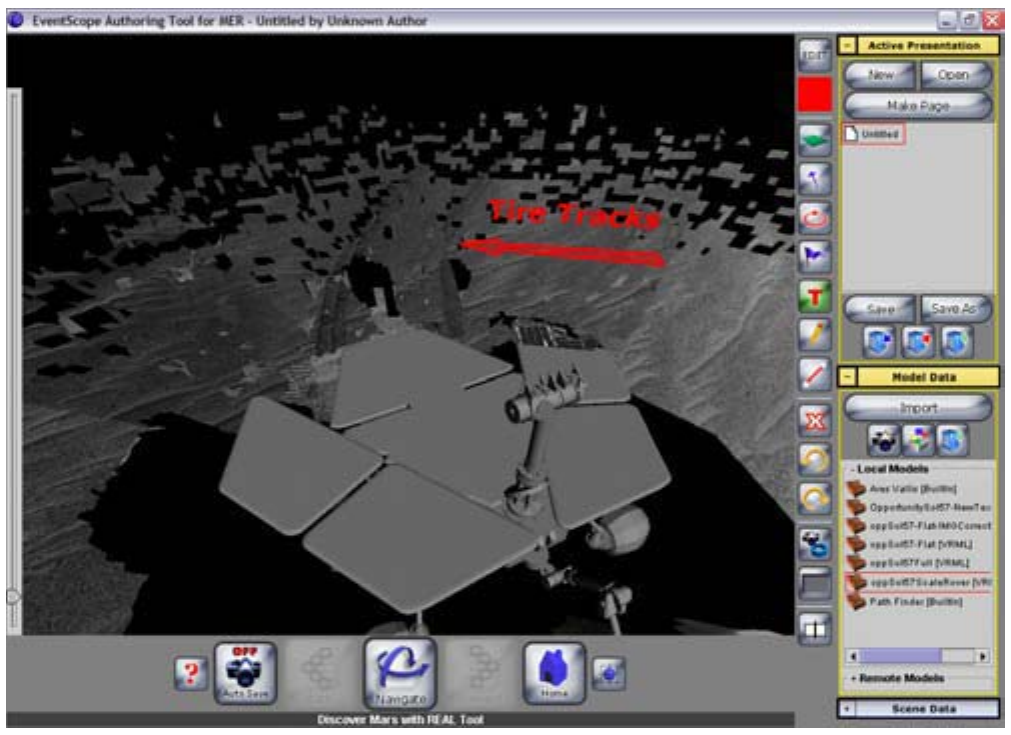 EventScope Authoring Tool for MER - Untitled by Unknown Author
EDIT
Active Presentation
New
Open
Make Page
Untitled
Tire Tracks
T
Save
Save As
Model Data
Import
- Local Models
Ares Vallis [BuiltIn]
OpportunitySol57-NewTex
oppSol57-FlatIMGCorrect
oppSol57-Flat [VRML]
oppSol57Full [VRML]
oppSol57ScaleRover [VR
Path Finder [BuiltIn]
+ Remote Models
Scene Data
?
OFF
Auto Save
Navigate
Home
Discover Mars with REAL Tool